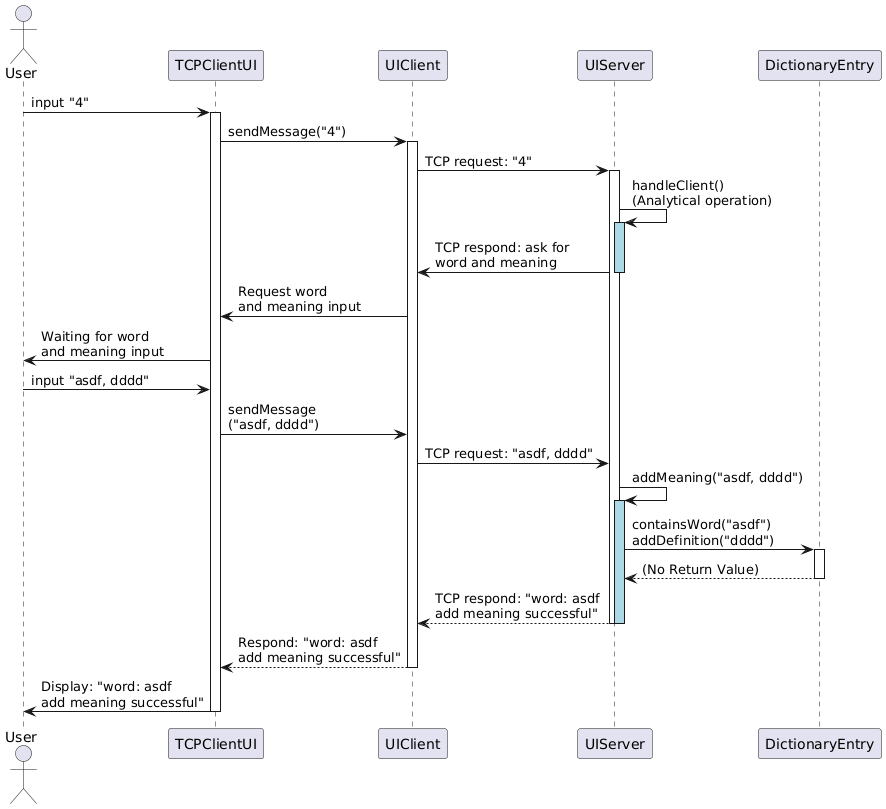 User
TCPClientUI
UIClient
UIServer
DictionaryEntry
input "4"
sendMessage("4")
TCP request: "4"
handleClient()
(Analytical operation)
TCP respond: ask for
word and meaning
Request word
and meaning input
Waiting for word
and meaning input
input "asdf, dddd"
sendMessage
("asdf, dddd")
TCP request: "asdf, dddd"
addMeaning("asdf, dddd")
containsWord("asdf")
addDefinition("dddd")
(No Return Value)
TCP respond: "word: asdf
add meaning successful"
Respond: "word: asdf
add meaning successful"
Display: "word: asdf
add meaning successful"
User
TCPClientUI
UIClient
UIServer
DictionaryEntry